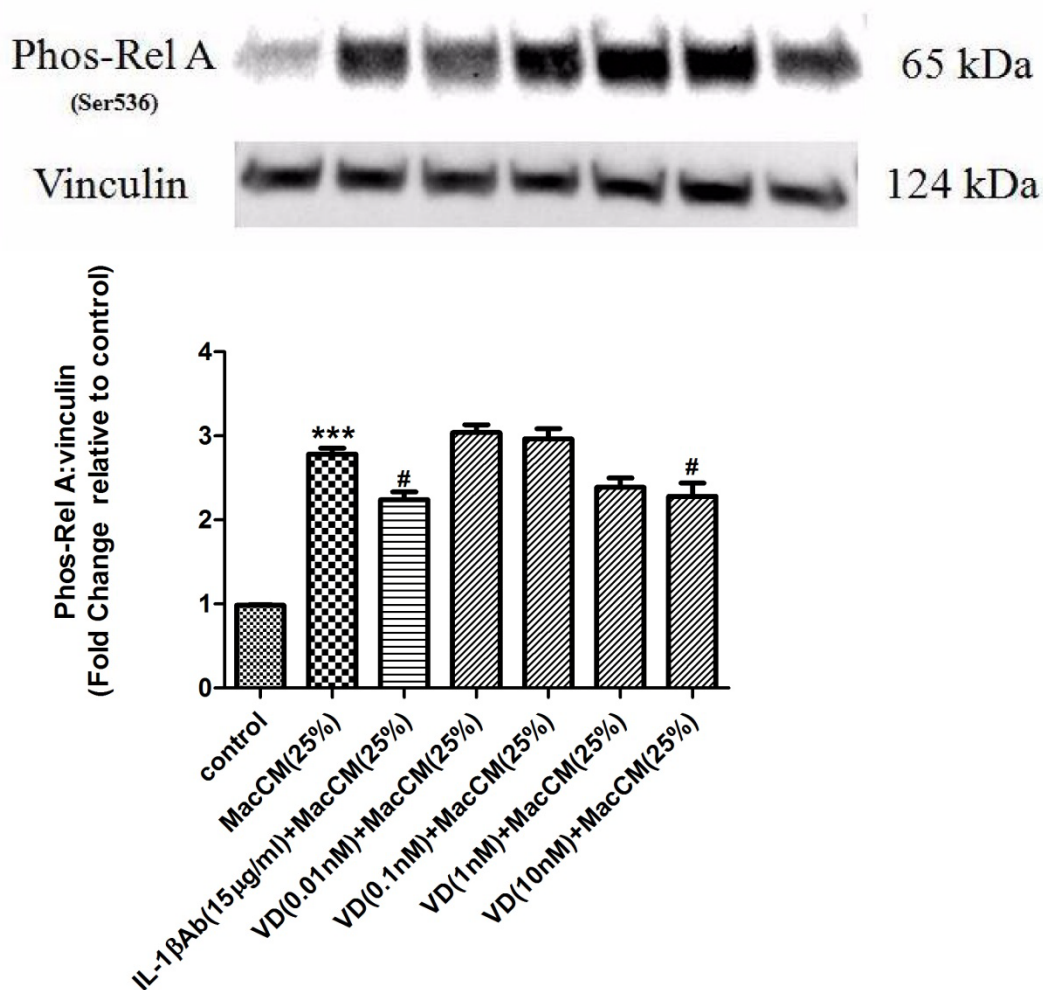 Phos-Rel A 65 kDa
(Ser536)
Vinculin 124 kDa
Phos-Rel A:vinculin
(Fold Change relative to control)
4
3
2
1
0
***
#
#
control
MacCM(25%)
IL-1βAb(15μg/ml)+MacCM(25%)
VD(0.01nM)+MacCM(25%)
VD(0.1nM)+MacCM(25%)
VD(1nM)+MacCM(25%)
VD(10nM)+MacCM(25%)